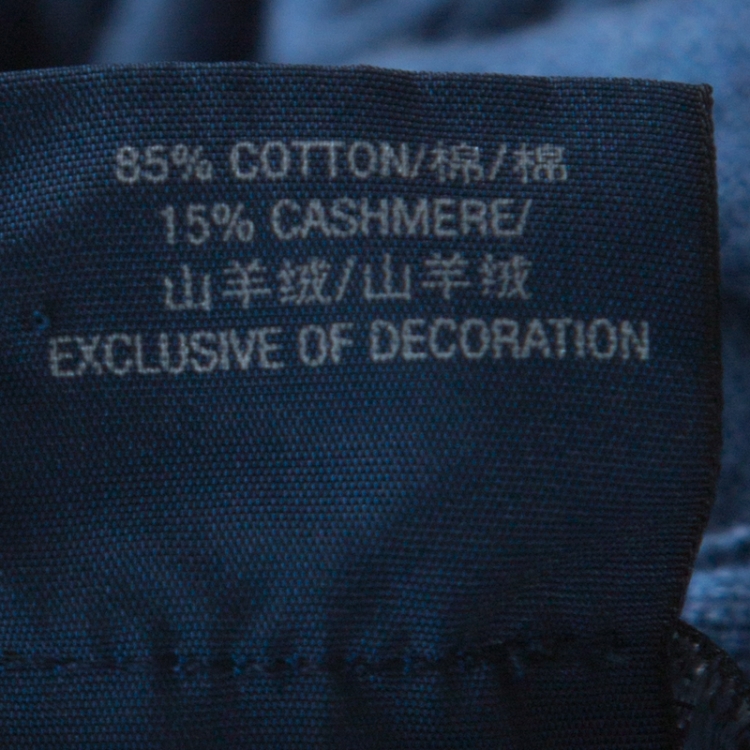 85% COTTON/棉/棉
15% CASHMERE/
山羊绒/山羊绒
EXCLUSIVE OF DECORATION